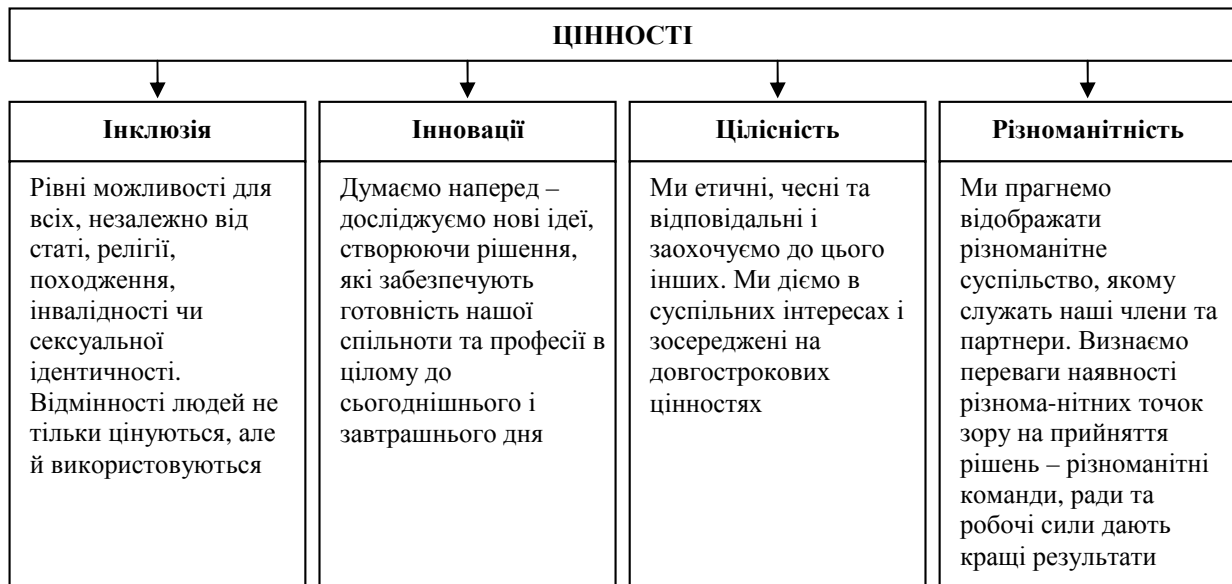 ЦІННОСТІ
Інклюзія
Рівні можливості для
всіх, незалежно від
статі, релігії,
походження,
інвалідності чи
сексуальної
ідентичності.
Відмінності людей не
тільки цінуються, але
й використовуються
Інновації
Думаємо наперед –
досліджуємо нові ідеї,
створюючи рішення,
які забезпечують
готовність нашої
спільноти та професії в
цілому до
сьогоднішнього і
завтрашнього дня
Цілісність
Ми етичні, чесні та
відповідальні і
заохочуємо до цього
інших. Ми діємо в
суспільних інтересах і
зосереджені на
довгострокових
цінностях
Різноманітність
Ми прагнемо
відображати
різноманітне
суспільство, якому
служать наші члени та
партнери. Визнаємо
переваги наявності
різнома-нітних точок
зору на прийняття
рішень – різноманітні
команди, ради та
робочі сили дають
кращі результати